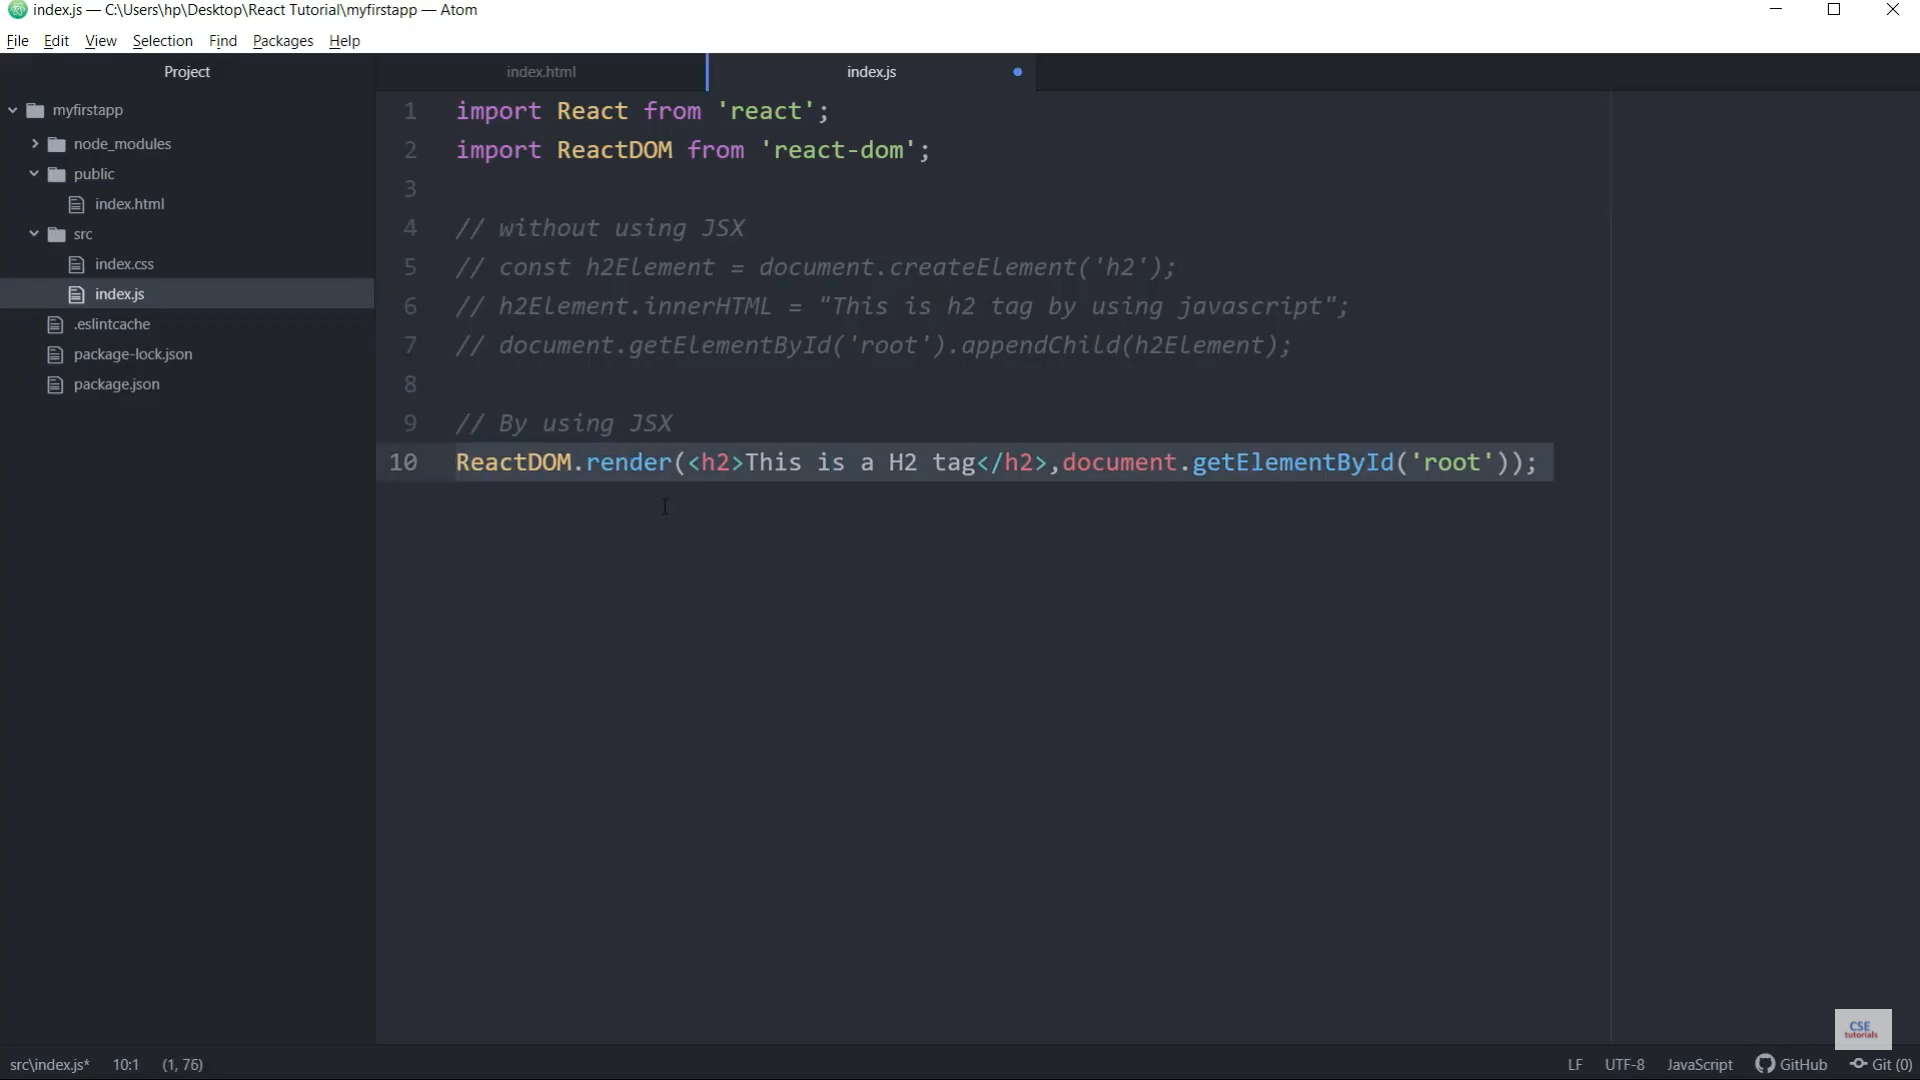 index.js — C:\Users\hp\Desktop\React Tutorial\myfirstapp — Atom
File Edit View Selection Find Packages Help
Project
myfirstapp
node_modules
public
index.html
src
index.css
index.js
.eslintcache
package-lock.json
package.json
index.html
index.js
1 import React from 'react';
2 import ReactDOM from 'react-dom';
3
4 // without using JSX
5 // const h2Element = document.createElement('h2');
6 // h2Element.innerHTML = "This is h2 tag by using javascript";
7 // document.getElementById('root').appendChild(h2Element);
8
9 // By using JSX
10 ReactDOM.render(<h2>This is a H2 tag</h2>,document.getElementById('root'));
CSE
tutorials
src\index.js* 10:1 (1, 76)
LF UTF-8 JavaScript GitHub Git (0)